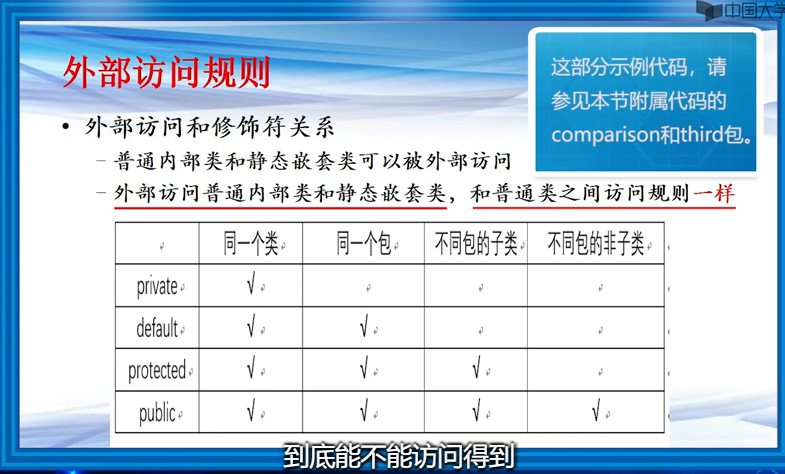 中国大学
外部访问规则
这部分示例代码，请
参见本节附属代码的
comparison和third包。
• 外部访问和修饰符关系
– 普通内部类和静态嵌套类可以被外部访问
– 外部访问普通内部类和静态嵌套类，和普通类之间访问规则一样
同一个类 同一个包 不同包的子类 不同包的非子类
private √
default √ √
protected √ √ √
public √ √ √ √
到底能不能访问得到